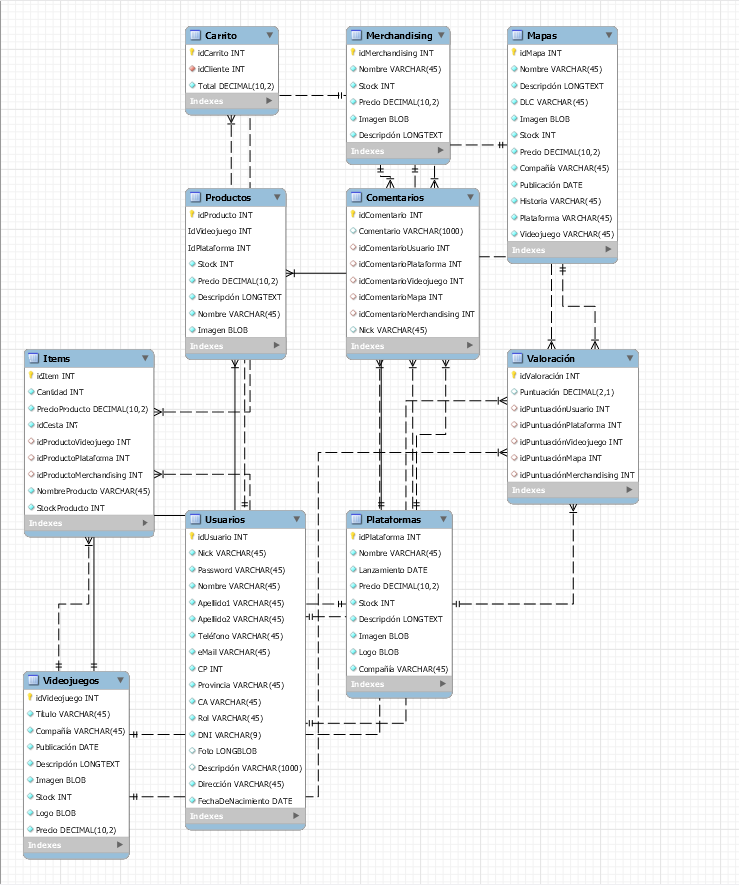 Carrito
idCarrito INT
idCliente INT
Total DECIMAL(10,2)
Indexes
Merchandising
idMerchandising INT
Nombre VARCHAR(45)
Stock INT
Precio DECIMAL(10,2)
Imagen BLOB
Descripción LONGTEXT
Indexes
Mapas
idMapa INT
Nombre VARCHAR(45)
Descripción LONGTEXT
DLC VARCHAR(45)
Imagen BLOB
Stock INT
Precio DECIMAL(10,2)
Compañía VARCHAR(45)
Publicación DATE
Historia VARCHAR(45)
Plataforma VARCHAR(45)
Videojuego VARCHAR(45)
Indexes
Productos
idProducto INT
IdVideojuego INT
IdPlataforma INT
Stock INT
Precio DECIMAL(10,2)
Descripción LONGTEXT
Nombre VARCHAR(45)
Imagen BLOB
Indexes
Comentarios
idComentario INT
Comentario VARCHAR(1000)
idComentarioUsuario INT
idComentarioPlataforma INT
idComentarioVideojuego INT
idComentarioMapa INT
idComentarioMerchandising INT
Nick VARCHAR(45)
Indexes
Items
idItem INT
Cantidad INT
PrecioProducto DECIMAL(10,2)
idCesta INT
idProductoVideojuego INT
idProductoPlataforma INT
idProductoMerchandising INT
NombreProducto VARCHAR(45)
StockProducto INT
Indexes
Valoración
idValoración INT
Puntuación DECIMAL(2,1)
idPuntuaciónUsuario INT
idPuntuaciónPlataforma INT
idPuntuaciónVideojuego INT
idPuntuaciónMapa INT
idPuntuaciónMerchandising INT
Indexes
Usuarios
idUsuario INT
Nick VARCHAR(45)
Password VARCHAR(45)
Nombre VARCHAR(45)
Apellido1 VARCHAR(45)
Apellido2 VARCHAR(45)
Teléfono VARCHAR(45)
eMail VARCHAR(45)
CP INT
Provincia VARCHAR(45)
CA VARCHAR(45)
Rol VARCHAR(45)
DNI VARCHAR(9)
Foto LONGBLOB
Descripción VARCHAR(1000)
Dirección VARCHAR(45)
FechaDeNacimiento DATE
Indexes
Plataformas
idPlataforma INT
Nombre VARCHAR(45)
Lanzamiento DATE
Precio DECIMAL(10,2)
Stock INT
Descripción LONGTEXT
Imagen BLOB
Logo BLOB
Compañía VARCHAR(45)
Indexes
Videojuegos
idVideojuego INT
Título VARCHAR(45)
Compañía VARCHAR(45)
Publicación DATE
Descripción LONGTEXT
Imagen BLOB
Stock INT
Logo BLOB
Precio DECIMAL(10,2)
Indexes